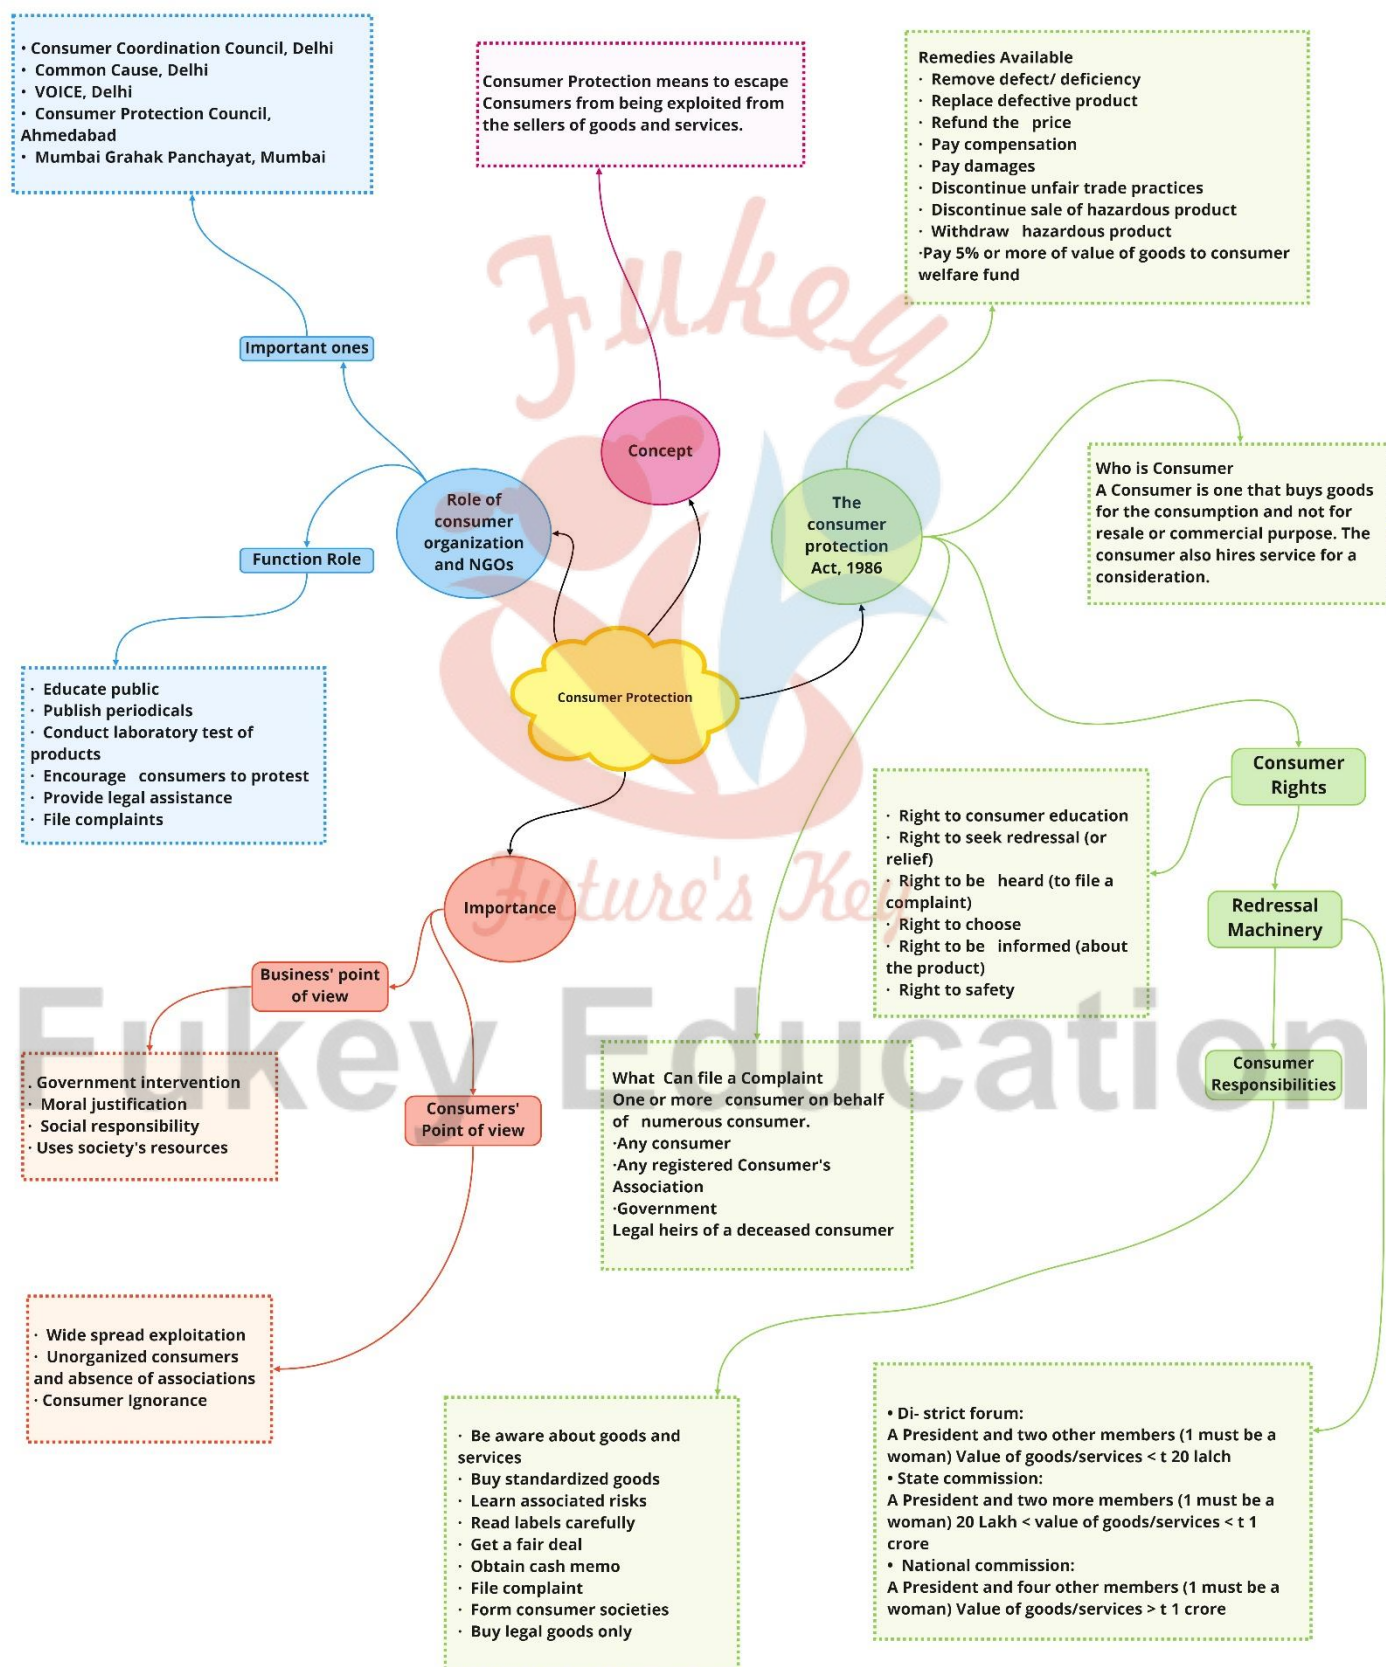 • Consumer Coordination Council, Delhi
• Common Cause, Delhi
• VOICE, Delhi
• Consumer Protection Council,
Ahmedabad
• Mumbai Grahak Panchayat, Mumbai
Consumer Protection means to escape
Consumers from being exploited from
the sellers of goods and services.
Remedies Available
· Remove defect/ deficiency
· Replace defective product
· Refund the price
· Pay compensation
· Pay damages
· Discontinue unfair trade practices
· Discontinue sale of hazardous product
· Withdraw hazardous product
·Pay 5% or more of value of goods to consumer
welfare fund
Fukey
Important ones
Concept
Who is Consumer
A Consumer is one that buys goods
for the consumption and not for
resale or commercial purpose. The
consumer also hires service for a
consideration.
Role of
consumer
organization
and NGOs
The
consumer
protection
Act, 1986
Function Role
Consumer Protection
· Educate public
· Publish periodicals
· Conduct laboratory test of
products
· Encourage consumers to protest
· Provide legal assistance
· File complaints
Consumer
Rights
· Right to consumer education
· Right to seek redressal (or
relief)
· Right to be heard (to file a
complaint)
· Right to choose
· Right to be informed (about
the product)
· Right to safety
Future's Key
Importance
Redressal
Machinery
Business' point
of view
Fukey Education
. Government intervention
· Moral justification
· Social responsibility
· Uses society's resources
Consumers'
Point of view
Consumer
Responsibilities
What Can file a Complaint
One or more consumer on behalf
of numerous consumer.
·Any consumer
·Any registered Consumer's
Association
·Government
Legal heirs of a deceased consumer
· Wide spread exploitation
· Unorganized consumers
and absence of associations
· Consumer Ignorance
· Be aware about goods and
services
· Buy standardized goods
· Learn associated risks
· Read labels carefully
· Get a fair deal
· Obtain cash memo
· File complaint
· Form consumer societies
· Buy legal goods only
• Di- strict forum:
A President and two other members (1 must be a
woman) Value of goods/services < t 20 lalch
• State commission:
A President and two more members (1 must be a
woman) 20 Lakh < value of goods/services < t 1
crore
• National commission:
A President and four other members (1 must be a
woman) Value of goods/services > t 1 crore